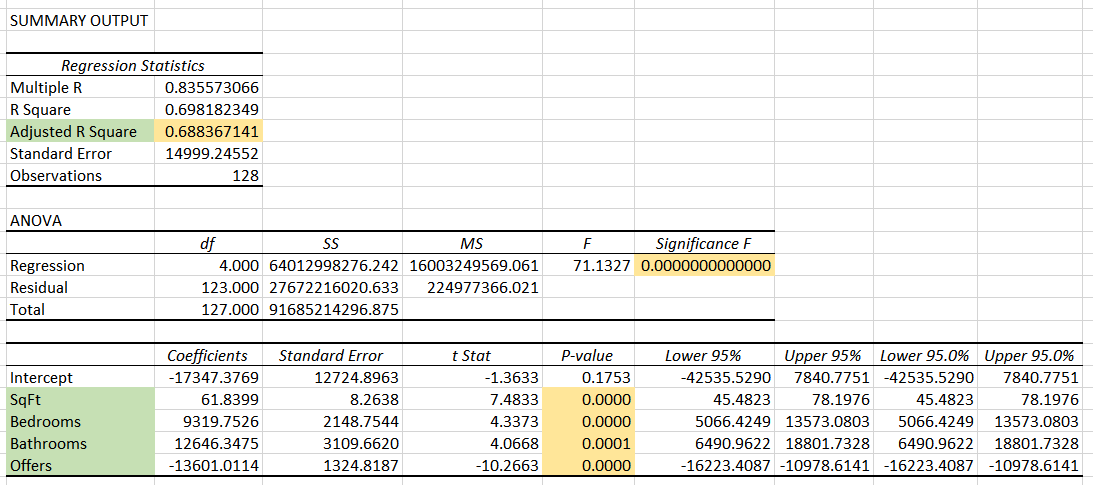 SUMMARY OUTPUT
Regression Statistics
Multiple R 0.835573066
R Square 0.698182349
Adjusted R Square 0.688367141
Standard Error 14999.24552
Observations 128
ANOVA
df SS MS F Significance F
Regression 4.000 64012998276.242 16003249569.061 71.1327 0.0000000000000
Residual 123.000 27672216020.633 224977366.021
Total 127.000 91685214296.875
Coefficients Standard Error t Stat P-value Lower 95% Upper 95% Lower 95.0% Upper 95.0%
Intercept -17347.3769 12724.8963 -1.3633 0.1753 -42535.5290 7840.7751 -42535.5290 7840.7751
SqFt 61.8399 8.2638 7.4833 0.0000 45.4823 78.1976 45.4823 78.1976
Bedrooms 9319.7526 2148.7544 4.3373 0.0000 5066.4249 13573.0803 5066.4249 13573.0803
Bathrooms 12646.3475 3109.6620 4.0668 0.0001 6490.9622 18801.7328 6490.9622 18801.7328
Offers -13601.0114 1324.8187 -10.2663 0.0000 -16223.4087 -10978.6141 -16223.4087 -10978.6141